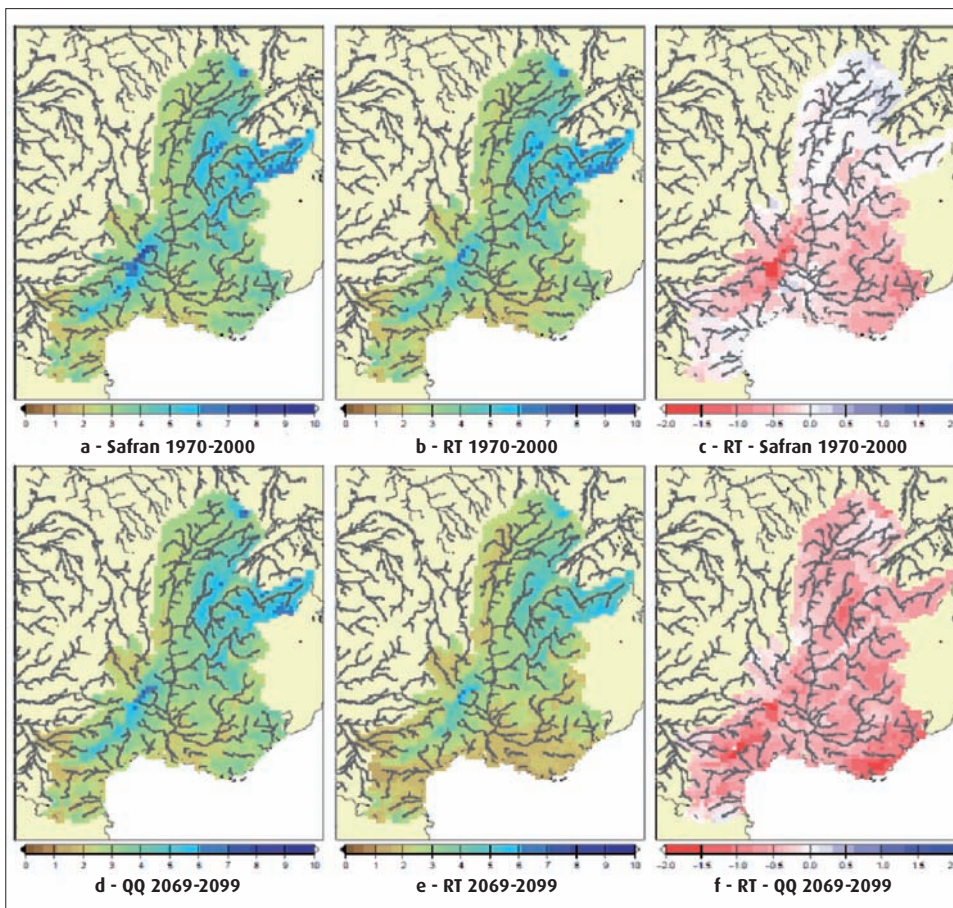 0 1 2 3 4 5 6 7 8 9 10
a - Safran 1970-2000
0 1 2 3 4 5 6 7 8 9 10
b - RT 1970-2000
-2.0 -1.5 -1.0 -0.5 0.0 0.5 1.0 1.5 2
c - RT - Safran 1970-2000
0 1 2 3 4 5 6 7 8 9 10
d - QQ 2069-2099
0 1 2 3 4 5 6 7 8 9 10
e - RT 2069-2099
-2.0 -1.5 -1.0 -0.5 0.0 0.5 1.0 1.5 2
f - RT - QQ 2069-2099